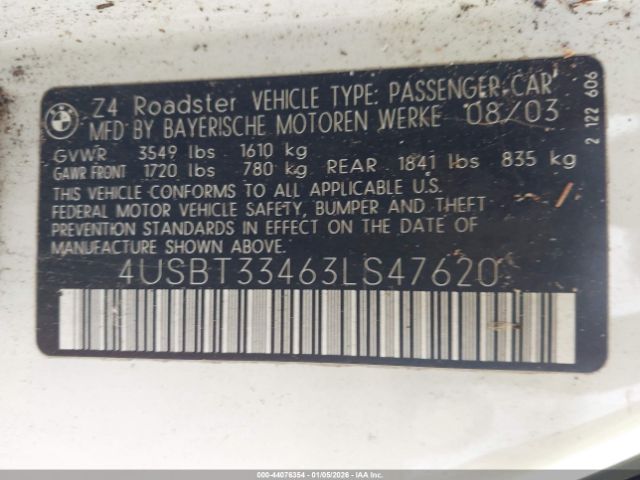 Z4 Roadster VEHICLE TYPE: PASSENGER CAR
MFD BY BAYERISCHE MOTOREN WERKE 08/03
GVWR 3549 lbs 1610 kg
GAWR FRONT 1720 lbs 780 kg REAR 1841 lbs 835 kg
THIS VEHICLE CONFORMS TO ALL APPLICABLE U.S.
FEDERAL MOTOR VEHICLE SAFETY, BUMPER AND THEFT
PREVENTION STANDARDS IN EFFECT ON THE DATE OF
MANUFACTURE SHOWN ABOVE.
4USBT33463LS47620
2 122 606
000-44076354 | 01/05/2026 - IAA Inc.